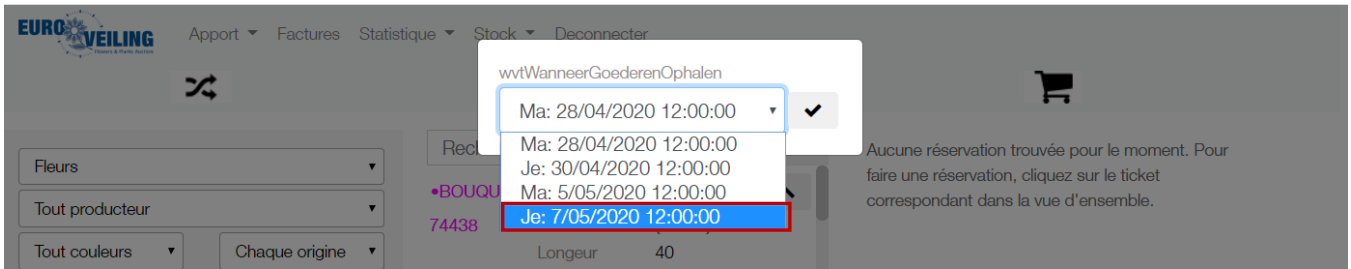 EURO VEILING
Flowers & Plants Auction
Apport Factures Statistique Stock Deconnecter
wvtWanneerGoederenOphalen
Ma: 28/04/2020 12:00:00
Ma: 28/04/2020 12:00:00
Je: 30/04/2020 12:00:00
Ma: 5/05/2020 12:00:00
Je: 7/05/2020 12:00:00
Fleurs
Tout producteur
Tout couleurs Chaque origine
•BOUQU
74438
Longeur 40
Aucune réservation trouvée pour le moment. Pour
faire une réservation, cliquez sur le ticket
correspondant dans la vue d'ensemble.